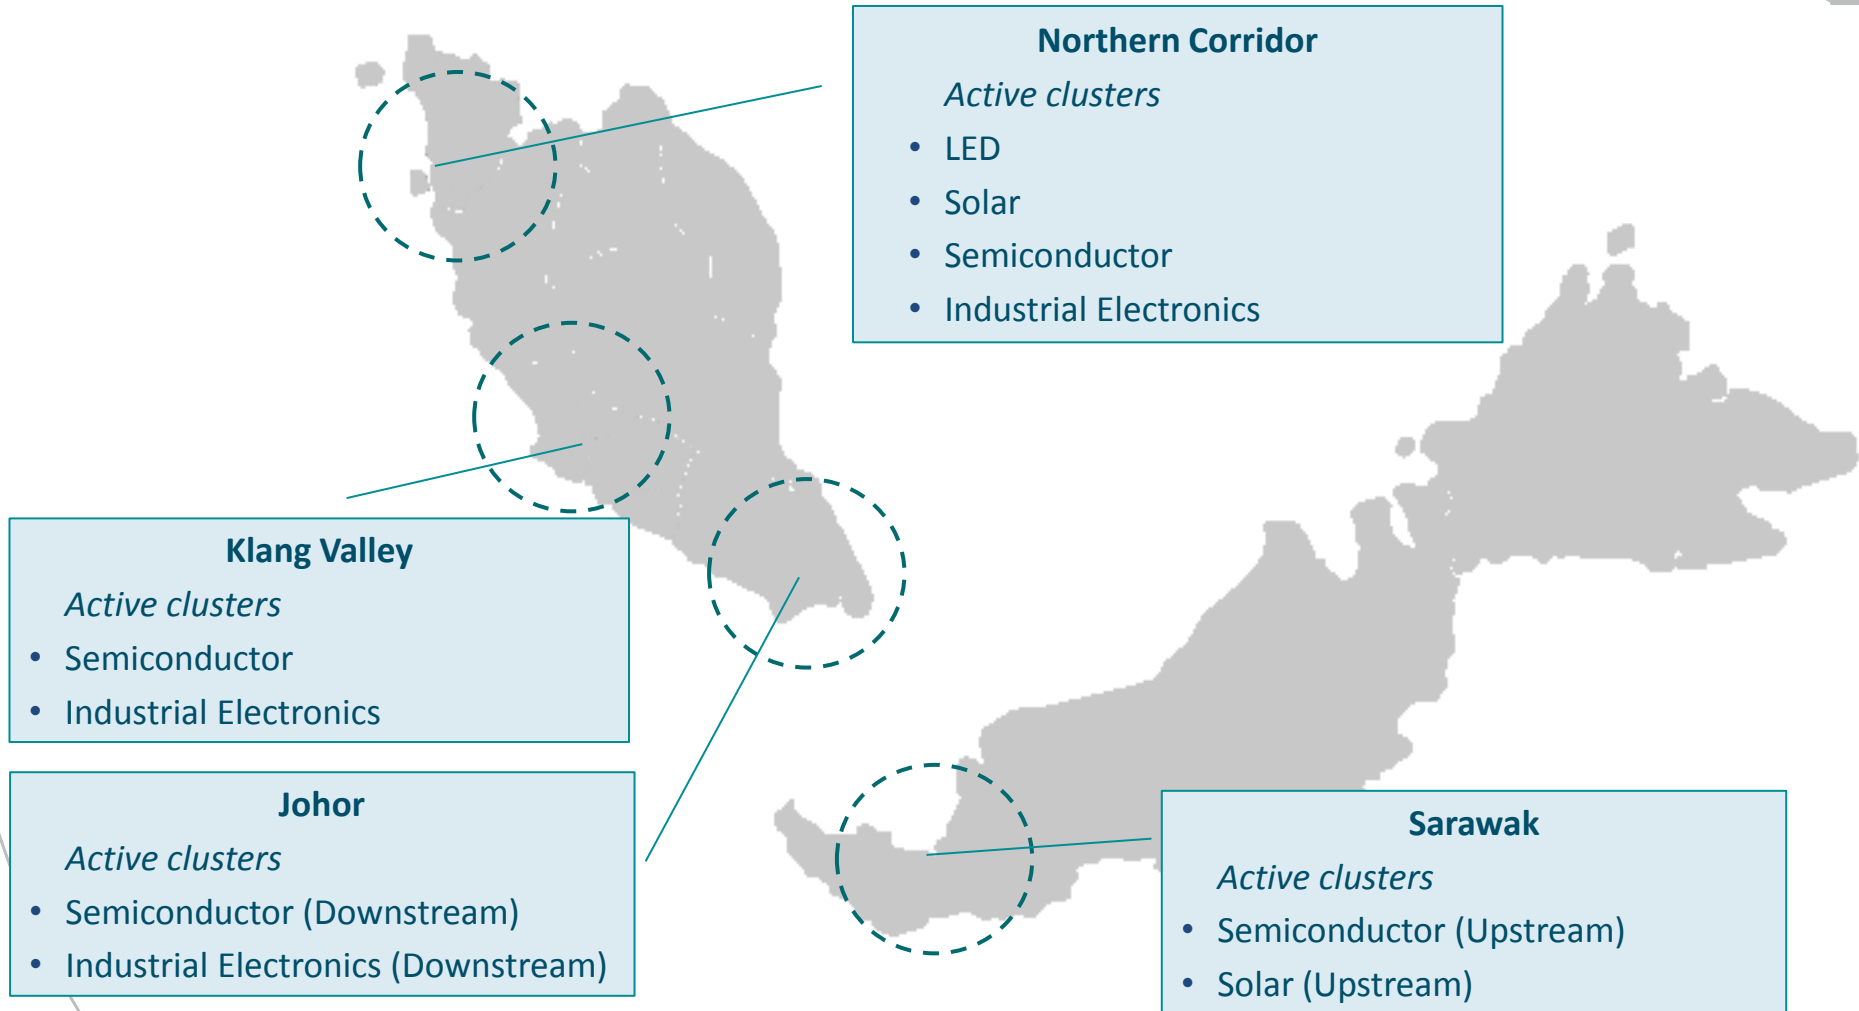 Northern Corridor
Active clusters
• LED
• Solar
• Semiconductor
• Industrial Electronics
Klang Valley
Active clusters
• Semiconductor
• Industrial Electronics
Johor
Active clusters
• Semiconductor (Downstream)
• Industrial Electronics (Downstream)
Sarawak
Active clusters
• Semiconductor (Upstream)
• Solar (Upstream)